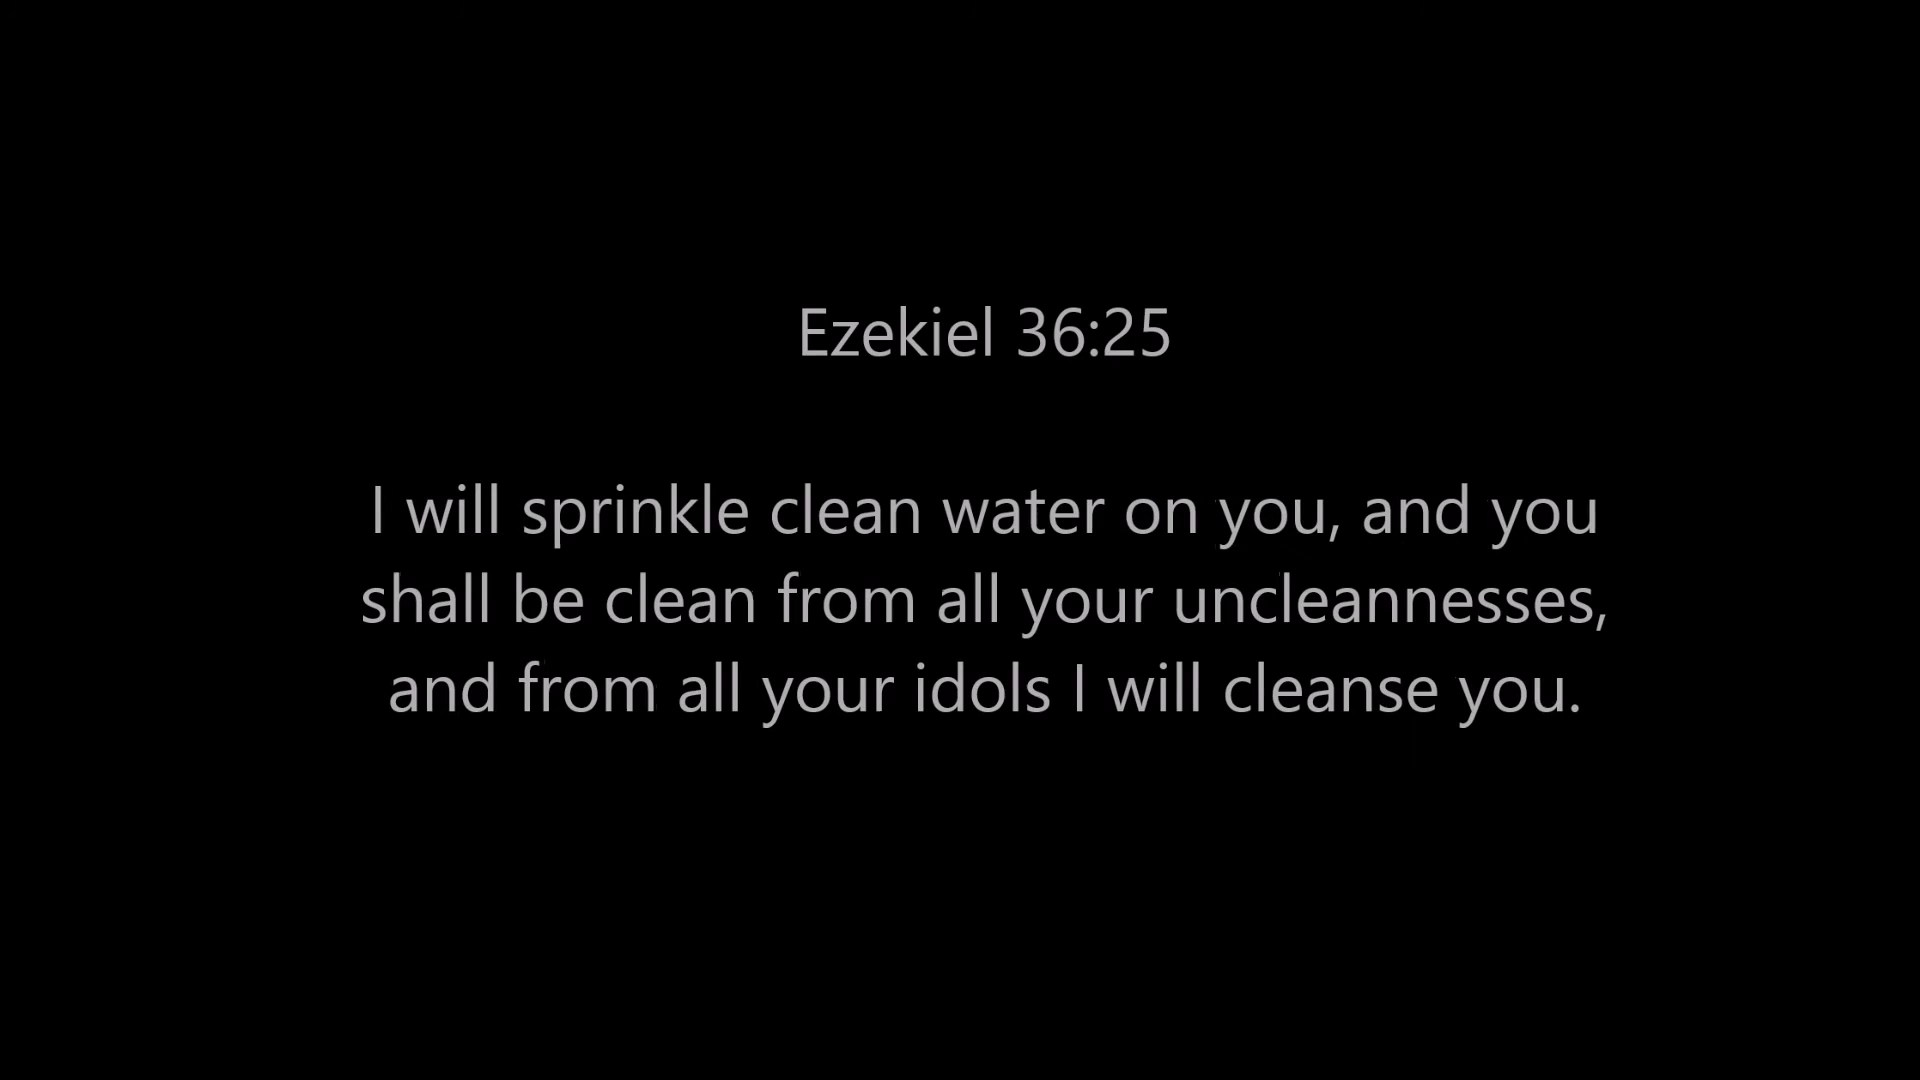 Ezekiel 36:25
I will sprinkle clean water on you, and you
shall be clean from all your uncleannesses,
and from all your idols I will cleanse you.